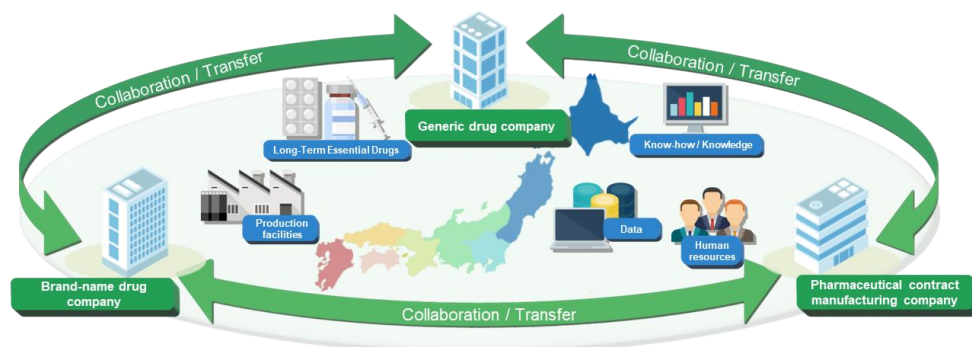 Collaboration / Transfer
Collaboration / Transfer
Generic drug company
Long-Term Essential Drugs
Know-how / Knowledge
Production
facilities
Data
Human
resources
Brand-name drug
company
Pharmaceutical contract
manufacturing company
Collaboration / Transfer